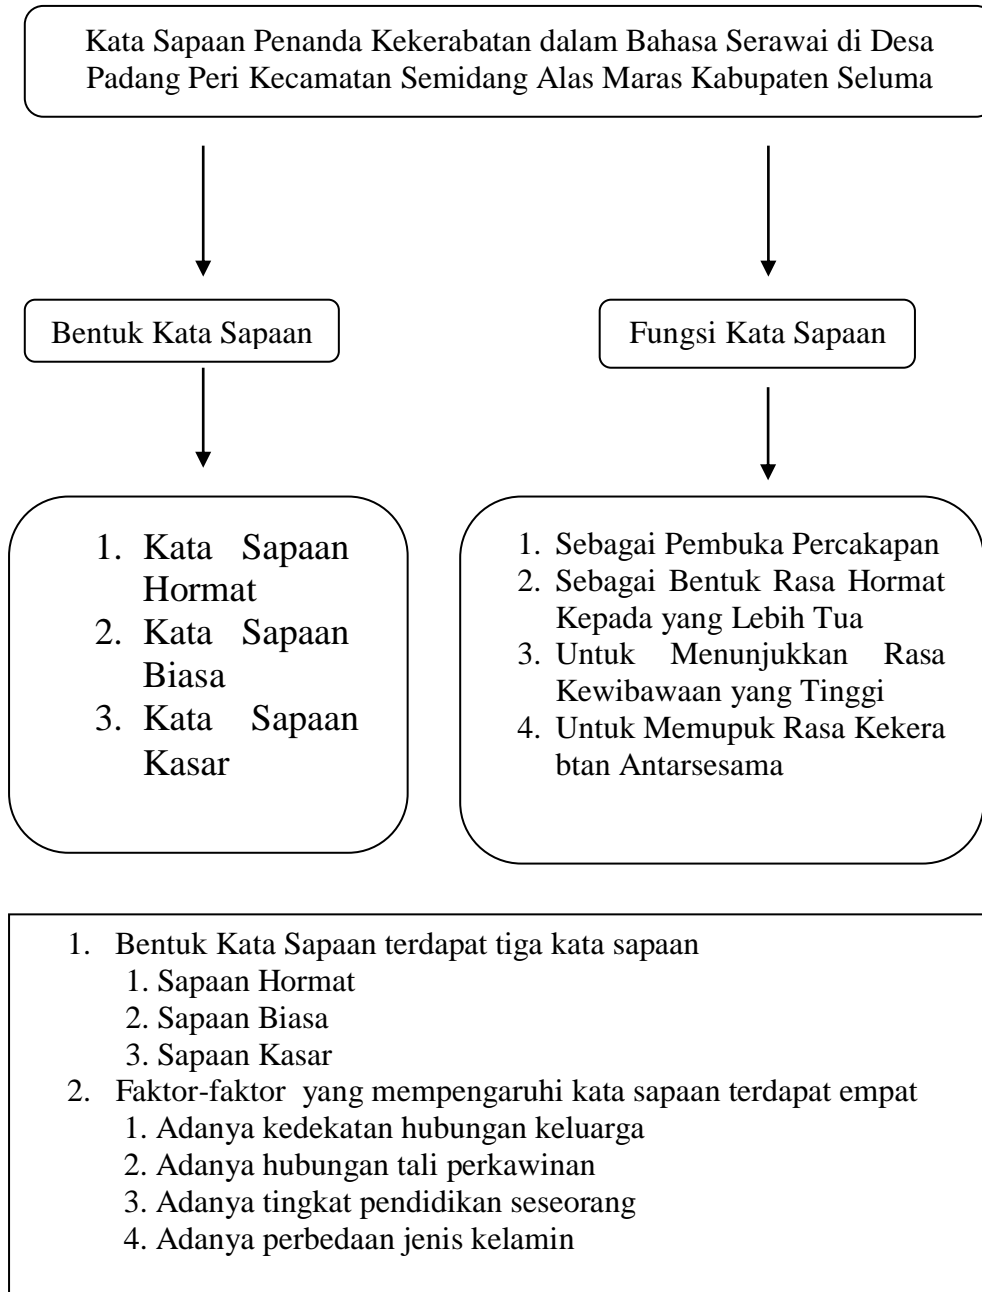 Kata Sapaan Penanda Kekerabatan dalam Bahasa Serawai di Desa
Padang Peri Kecamatan Semidang Alas Maras Kabupaten Seluma
Bentuk Kata Sapaan
Fungsi Kata Sapaan
1. Kata Sapaan
Hormat
2. Kata Sapaan
Biasa
3. Kata Sapaan
Kasar
1. Sebagai Pembuka Percakapan
2. Sebagai Bentuk Rasa Hormat
Kepada yang Lebih Tua
3. Untuk Menunjukkan Rasa
Kewibawaan yang Tinggi
4. Untuk Memupuk Rasa Kekera
btan Antarsesama
1. Bentuk Kata Sapaan terdapat tiga kata sapaan
1. Sapaan Hormat
2. Sapaan Biasa
3. Sapaan Kasar
2. Faktor-faktor yang mempengaruhi kata sapaan terdapat empat
1. Adanya kedekatan hubungan keluarga
2. Adanya hubungan tali perkawinan
3. Adanya tingkat pendidikan seseorang
4. Adanya perbedaan jenis kelamin